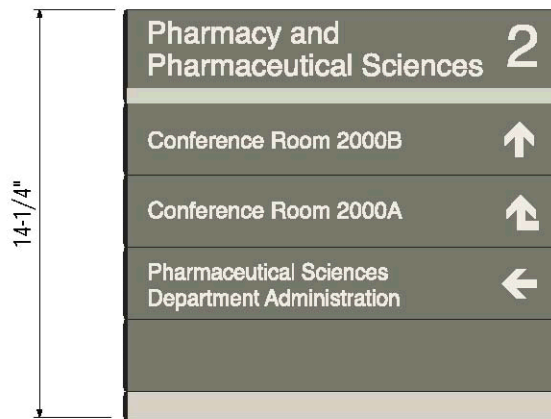 Pharmacy and
Pharmaceutical Sciences 2
Conference Room 2000B
Conference Room 2000A
Pharmaceutical Sciences
Department Administration
14-1/4"